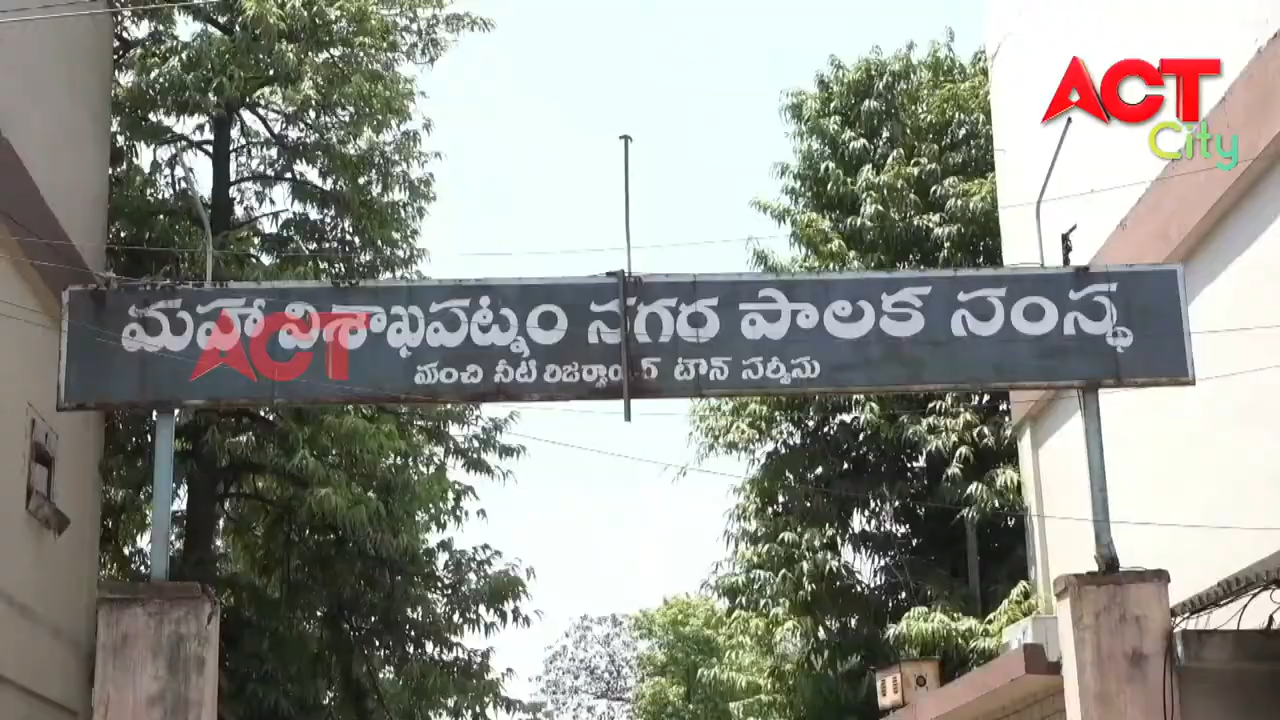 ACT
City
మహా విశాఖపట్నం నగర పాలక సంస్థ
ACT
మంచి నీటి రిజర్వాయర్ టౌన్ సర్వీసు